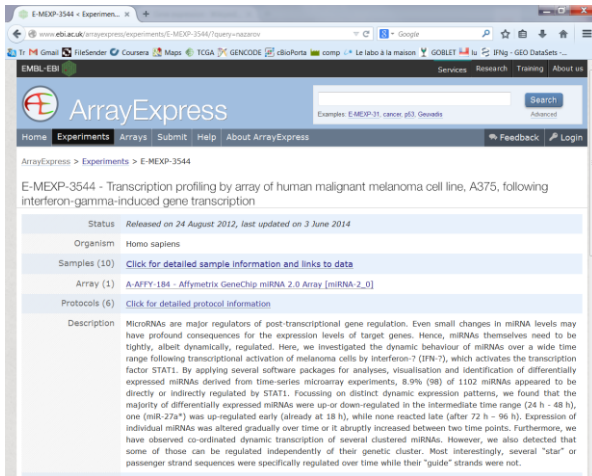 E-MEXP-3544 < Experimen... × +
www.ebi.ac.uk/arrayexpress/experiments/E-MEXP-3544/?query=nazarov
Google
Tr Gmail FileSender Coursera Maps TCGA GENCODE cBioPorta comp Le labo à la maison GOBLET lu IFNg - GEO DataSets -...
EMBL-EBI Services Research Training About us
ArrayExpress
Search
Examples: E-MEXP-31, cancer, p53, Geuvadis Advanced
Home Experiments Arrays Submit Help About ArrayExpress Feedback Login
ArrayExpress > Experiments > E-MEXP-3544
E-MEXP-3544 - Transcription profiling by array of human malignant melanoma cell line, A375, following
interferon-gamma-induced gene transcription
Status Released on 24 August 2012, last updated on 3 June 2014
Organism Homo sapiens
Samples (10) Click for detailed sample information and links to data
Array (1) A-AFFY-184 - Affymetrix GeneChip miRNA 2.0 Array [miRNA-2_0]
Protocols (6) Click for detailed protocol information
Description MicroRNAs are major regulators of post-transcriptional gene regulation. Even small changes in miRNA levels may
have profound consequences for the expression levels of target genes. Hence, miRNAs themselves need to be
tightly, albeit dynamically, regulated. Here, we investigated the dynamic behaviour of miRNAs over a wide time
range following transcriptional activation of melanoma cells by interferon-? (IFN-?), which activates the transcription
factor STAT1. By applying several software packages for analyses, visualisation and identification of differentially
expressed miRNAs derived from time-series microarray experiments, 8.9% (98) of 1102 miRNAs appeared to be
directly or indirectly regulated by STAT1. Focussing on distinct dynamic expression patterns, we found that the
majority of differentially expressed miRNAs were up- or down-regulated in the intermediate time range (24 h - 48 h),
one (miR-27a*) was up-regulated early (already at 18 h), while none reacted late (after 72 h – 96 h). Expression of
individual miRNAs was altered gradually over time or it abruptly increased between two time points. Furthermore, we
have observed co-ordinated dynamic transcription of several clustered miRNAs. However, we also detected that
some of those can be regulated independently of their genetic cluster. Most interestingly, several "star" or
passenger strand sequences were specifically regulated over time while their "guide" strands were not.